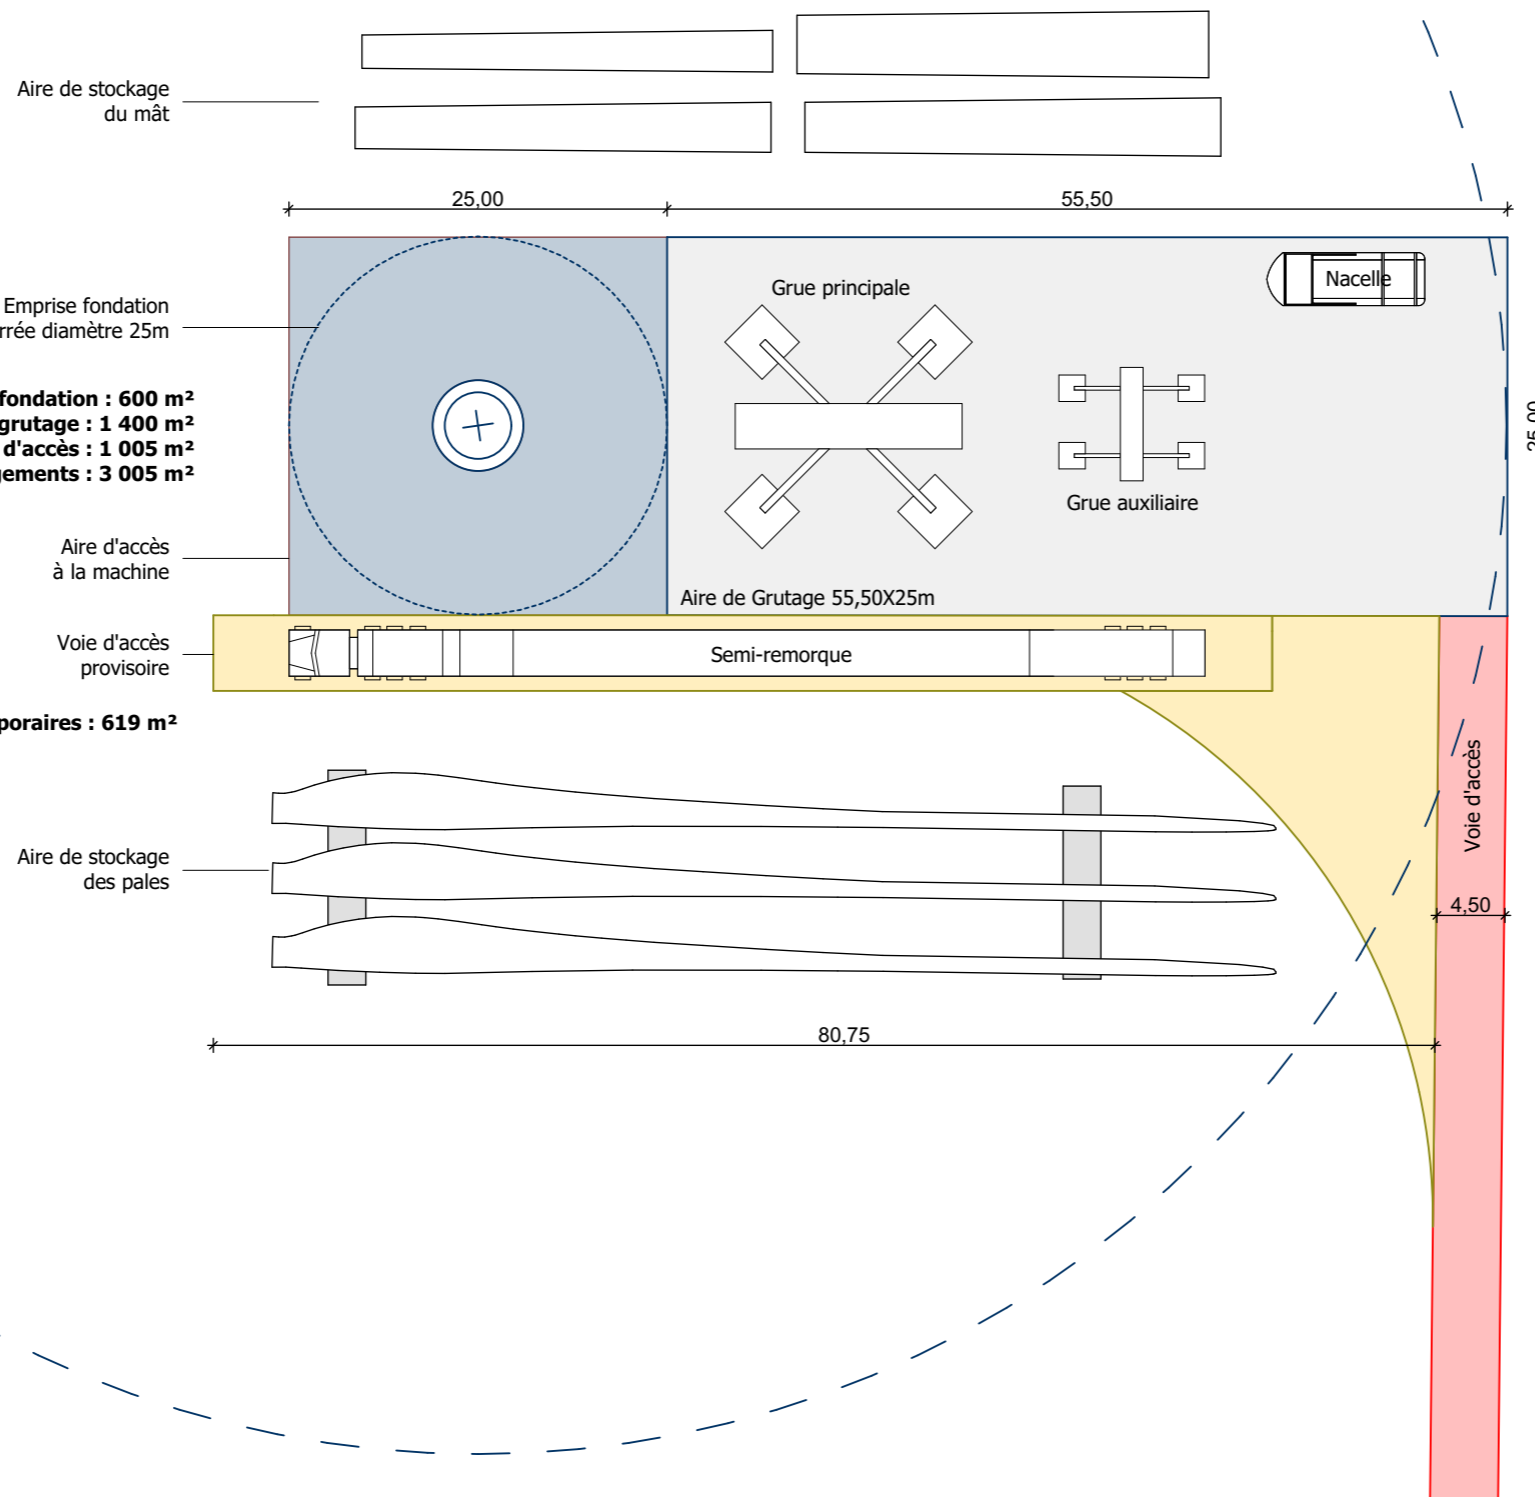 Aire de stockage
du mât
25,00
55,50
Emprise fondation
rrée diamètre 25m
Grue principale
Nacelle
fondation : 600 m²
grutage : 1 400 m²
d'accès : 1 005 m²
gements : 3 005 m²
Grue auxiliaire
Aire d'accès
à la machine
Aire de Grutage 55,50X25m
Voie d'accès
provisoire
Semi-remorque
poraires : 619 m²
Voie d'accès
Aire de stockage
des pales
4,50
80,75